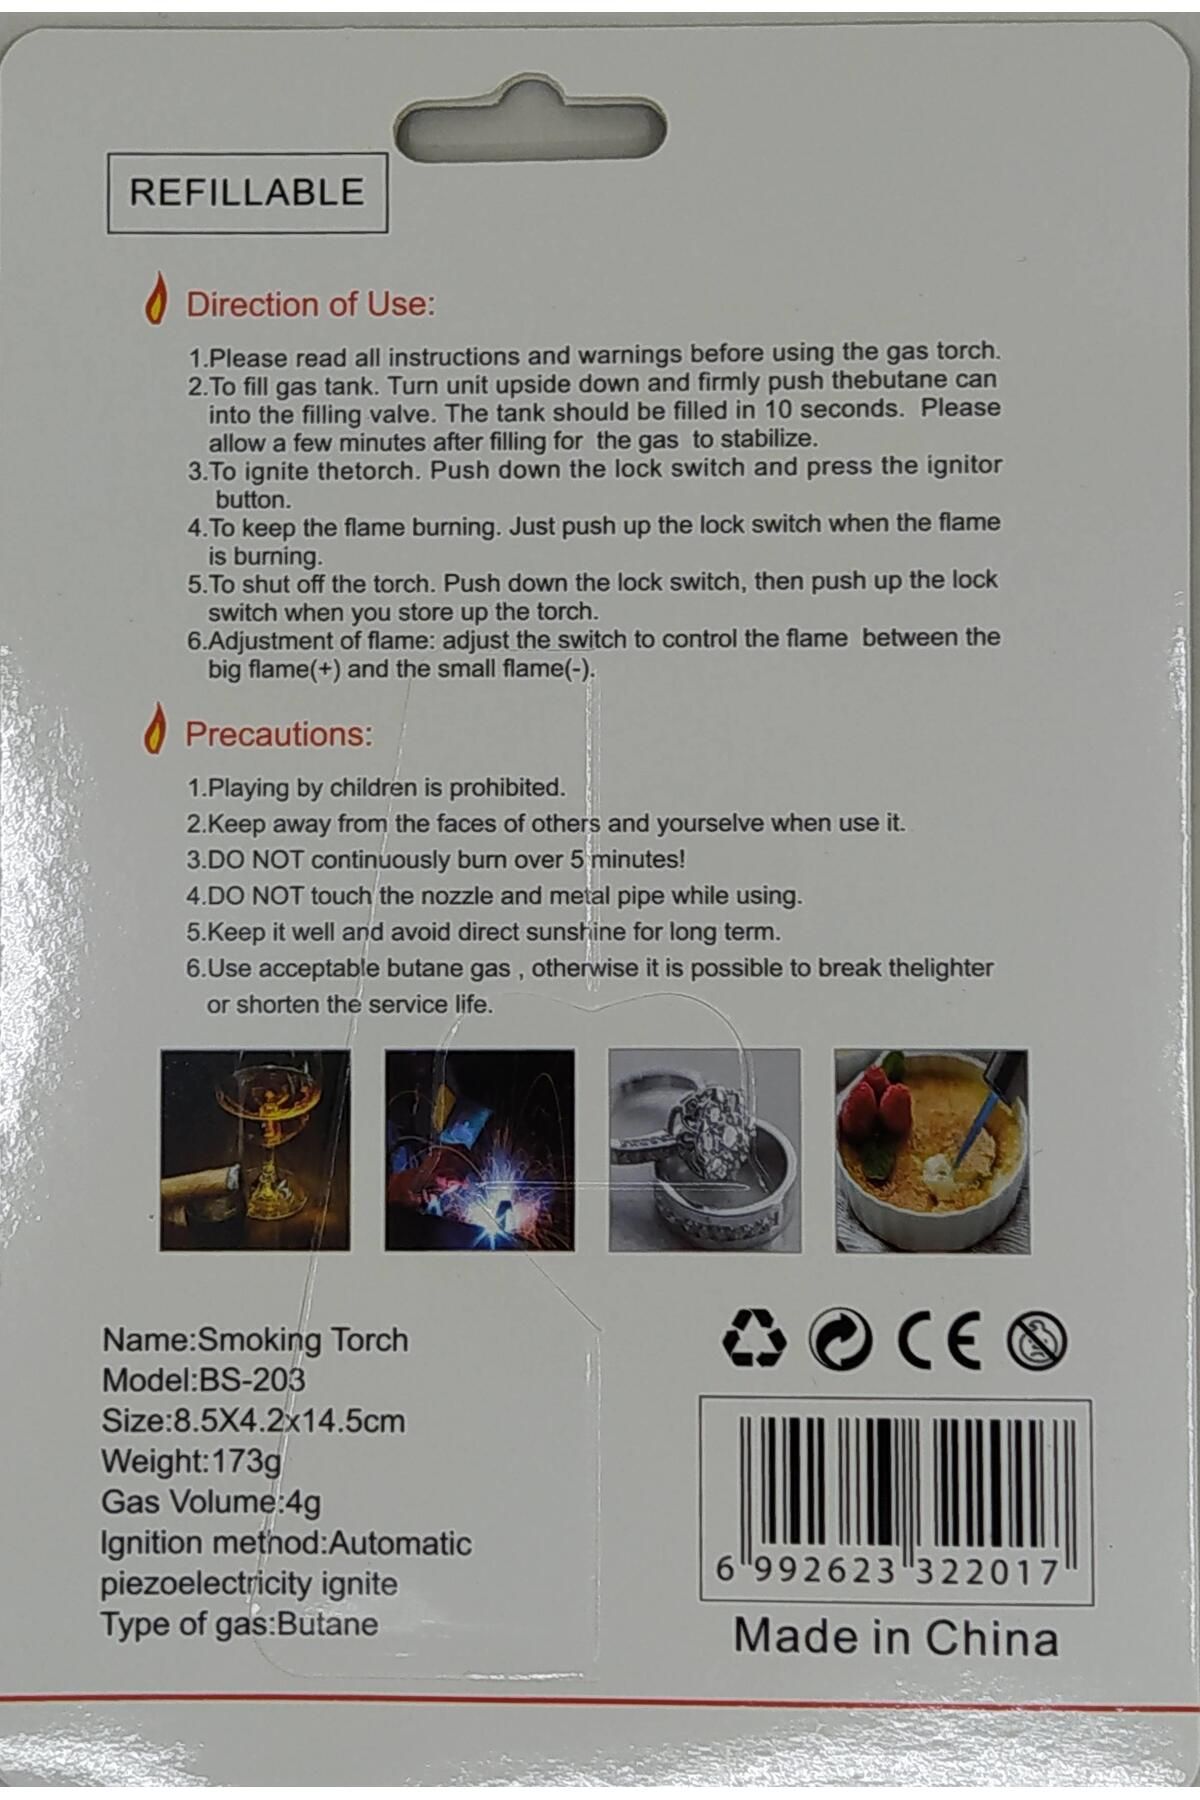 REFILLABLE
Direction of Use:
1.Please read all instructions and warnings before using the gas torch.
2.To fill gas tank. Turn unit upside down and firmly push thebutane can
into the filling valve. The tank should be filled in 10 seconds. Please
allow a few minutes after filling for the gas to stabilize.
3.To ignite thetorch. Push down the lock switch and press the ignitor
button.
4.To keep the flame burning. Just push up the lock switch when the flame
is burning.
5.To shut off the torch. Push down the lock switch, then push up the lock
switch when you store up the torch.
6.Adjustment of flame: adjust the switch to control the flame between the
big flame(+) and the small flame(-).
Precautions:
1.Playing by children is prohibited.
2.Keep away from the faces of others and yourselve when use it.
3.DO NOT continuously burn over 5 minutes!
4.DO NOT touch the nozzle and metal pipe while using.
5.Keep it well and avoid direct sunshine for long term.
6.Use acceptable butane gas , otherwise it is possible to break thelighter
or shorten the service life.
Name:Smoking Torch
Model:BS-203
Size:8.5X4.2x14.5cm
Weight:173g
Gas Volume:4g
Ignition method:Automatic
piezoelectricity ignite
Type of gas:Butane
CE
6 992623 322017
Made in China